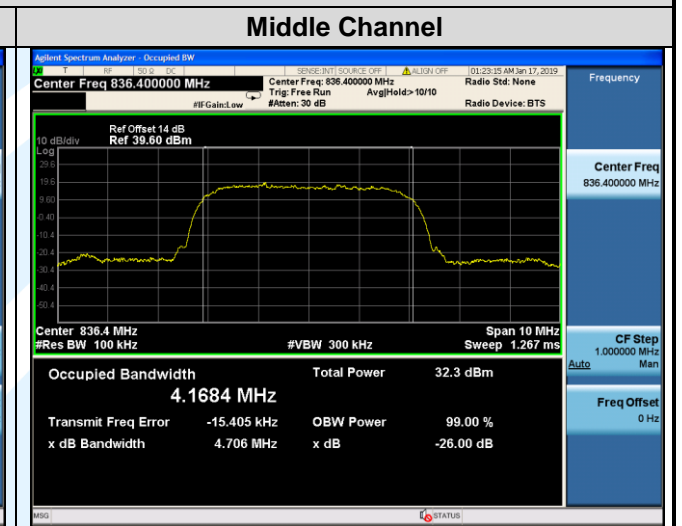 Middle Channel
Agilent Spectrum Analyzer - Occupied BW
T RF 50 Ω DC SENSE:INT SOURCE OFF ALIGN OFF 01:23:15 AM Jan 17, 2019
Center Freq 836.400000 MHz Center Freq: 836.400000 MHz Radio Std: None Frequency
Trig: Free Run Avg|Hold:>10/10
#IFGain:Low #Atten: 30 dB Radio Device: BTS
Ref Offset 14 dB
10 dB/div Ref 39.60 dBm
Log
29.6
19.6
9.60
-0.40
-10.4
-20.4
-30.4
-40.4
-50.4
Center Freq
836.400000 MHz
Center 836.4 MHz Span 10 MHz
#Res BW 100 kHz #VBW 300 kHz Sweep 1.267 ms
CF Step
1.000000 MHz
Auto Man
Occupied Bandwidth Total Power 32.3 dBm
4.1684 MHz
Transmit Freq Error -15.405 kHz OBW Power 99.00 %
x dB Bandwidth 4.706 MHz x dB -26.00 dB
Freq Offset
0 Hz
MSG STATUS